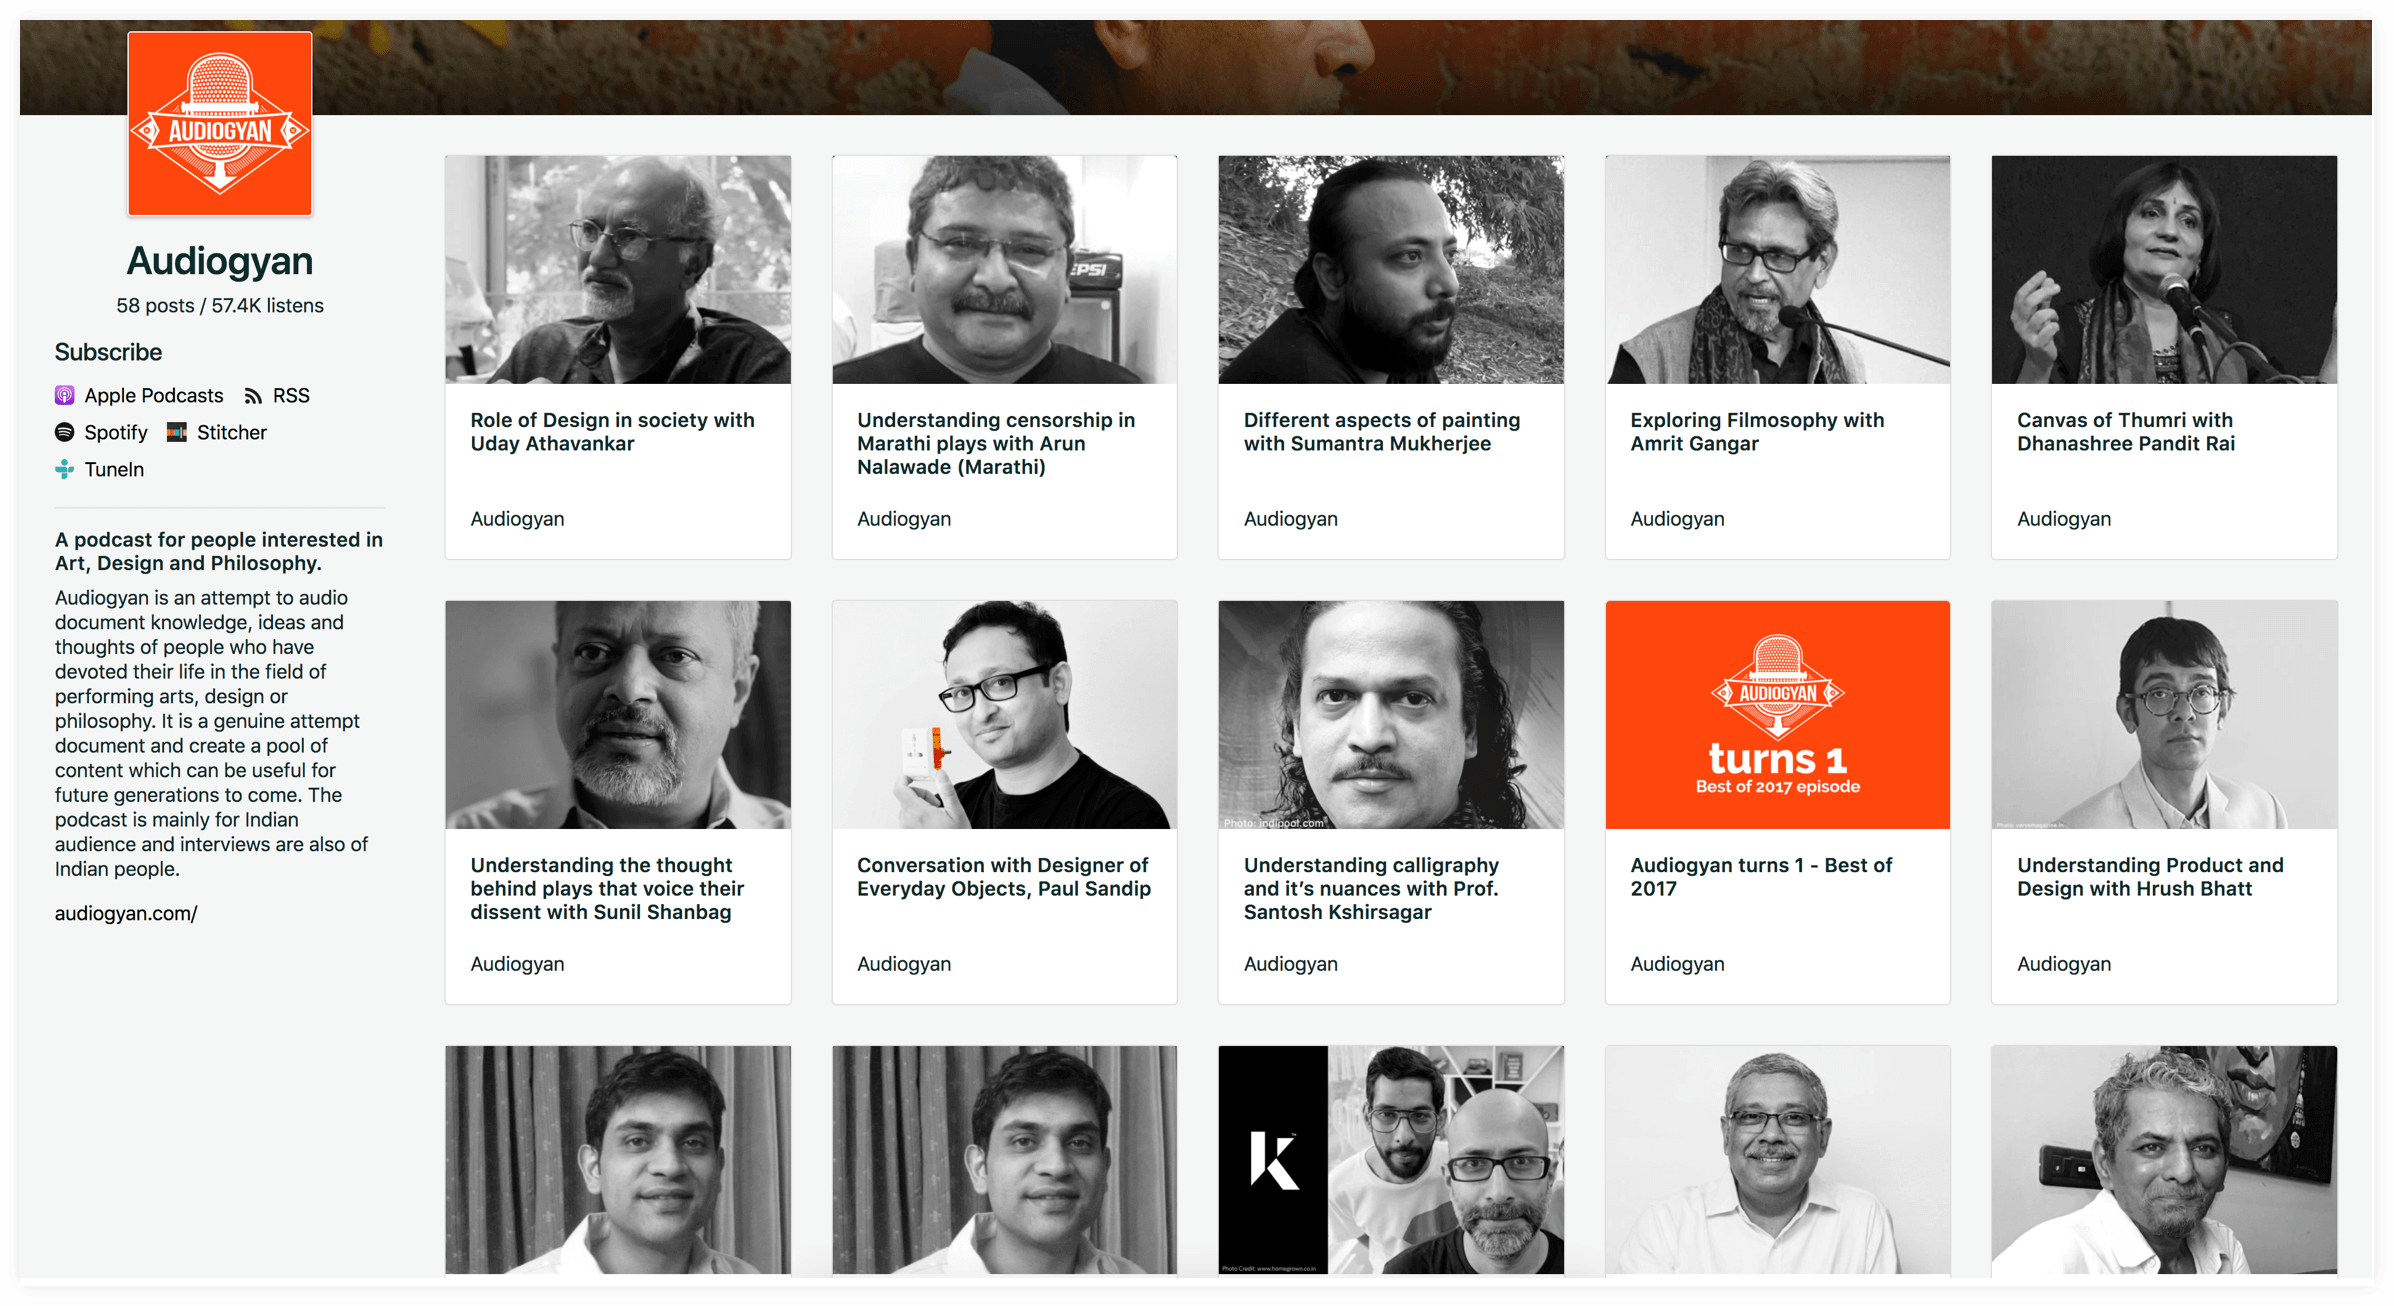 AUDIOGYAN
Audiogyan
58 posts / 57.4K listens
Subscribe
Apple Podcasts
RSS
Spotify
Stitcher
TuneIn
A podcast for people interested in
Art, Design and Philosophy.
Audiogyan is an attempt to audio
document knowledge, ideas and
thoughts of people who have
devoted their life in the field of
performing arts, design or
philosophy. It is a genuine attempt
document and create a pool of
content which can be useful for
future generations to come. The
podcast is mainly for Indian
audience and interviews are also of
Indian people.
audiogyan.com/
Role of Design in society with
Uday Athavankar
Audiogyan
EPSI
Understanding censorship in
Marathi plays with Arun
Nalawade (Marathi)
Audiogyan
Different aspects of painting
with Sumantra Mukherjee
Audiogyan
Exploring Filmosophy with
Amrit Gangar
Audiogyan
Canvas of Thumri with
Dhanashree Pandit Rai
Audiogyan
Understanding the thought
behind plays that voice their
dissent with Sunil Shanbag
Audiogyan
Conversation with Designer of
Everyday Objects, Paul Sandip
Audiogyan
Photo: indipool.com
Understanding calligraphy
and it’s nuances with Prof.
Santosh Kshirsagar
Audiogyan
AUDIOGYAN
turns 1
Best of 2017 episode
Audiogyan turns 1 - Best of
2017
Audiogyan
Understanding Product and
Design with Hrush Bhatt
Audiogyan
K
Photo Credit: www.homegrown.co.in